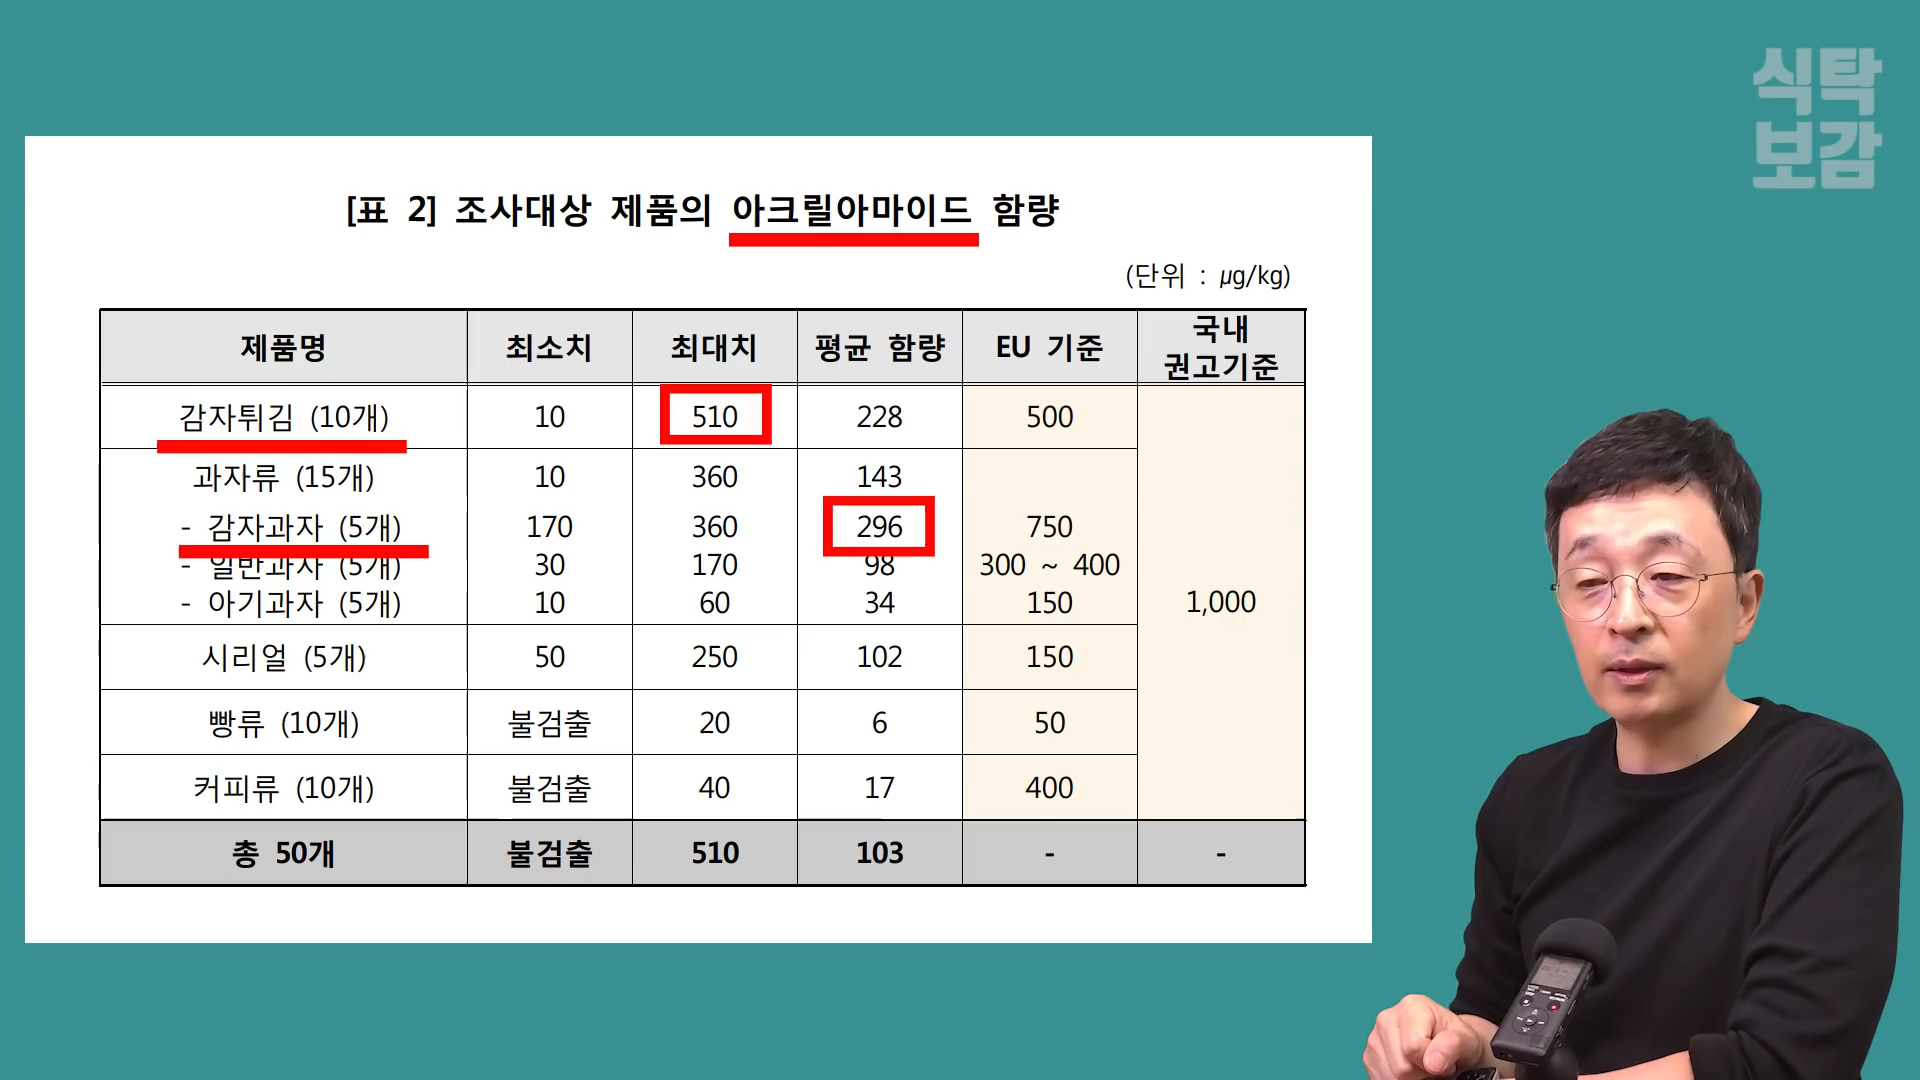 식탁
보감
[표 2] 조사대상 제품의 아크릴아마이드 함량
(단위 : µg/kg)
제품명 최소치 최대치 평균 함량 EU 기준 국내 권고기준
감자튀김 (10개) 10 510 228 500
과자류 (15개) 10 360 143
- 감자과자 (5개) 170 360 296 750
- 일반과자 (5개) 30 170 98 300 ~ 400
- 아기과자 (5개) 10 60 34 150 1,000
시리얼 (5개) 50 250 102 150
빵류 (10개) 불검출 20 6 50
커피류 (10개) 불검출 40 17 400
총 50개 불검출 510 103 - -